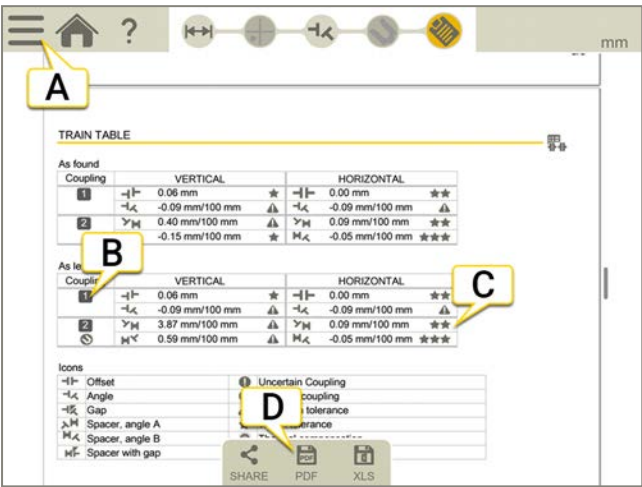 ?
mm
A
TRAIN TABLE
As found
Coupling VERTICAL HORIZONTAL
1 0.06 mm 0.00 mm
-0.09 mm/100 mm -0.09 mm/100 mm
2 0.40 mm/100 mm 0.09 mm/100 mm
-0.15 mm/100 mm -0.05 mm/100 mm
B
C
VERTICAL HORIZONTAL
1 0.06 mm 0.00 mm
-0.09 mm/100 mm -0.09 mm/100 mm
2 3.87 mm/100 mm 0.09 mm/100 mm
0.59 mm/100 mm -0.05 mm/100 mm
Icons
Offset Uncertain Coupling
Angle coupling
Gap tolerance
D
Spacer, angle A
Spacer, angle B
Spacer with gap
PDF
SHARE PDF XLS